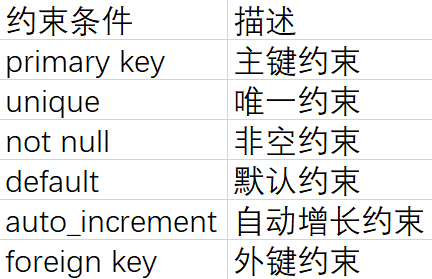 约束条件 描述
primary key 主键约束
unique 唯一约束
not null 非空约束
default 默认约束
auto_increment 自动增长约束
foreign key 外键约束